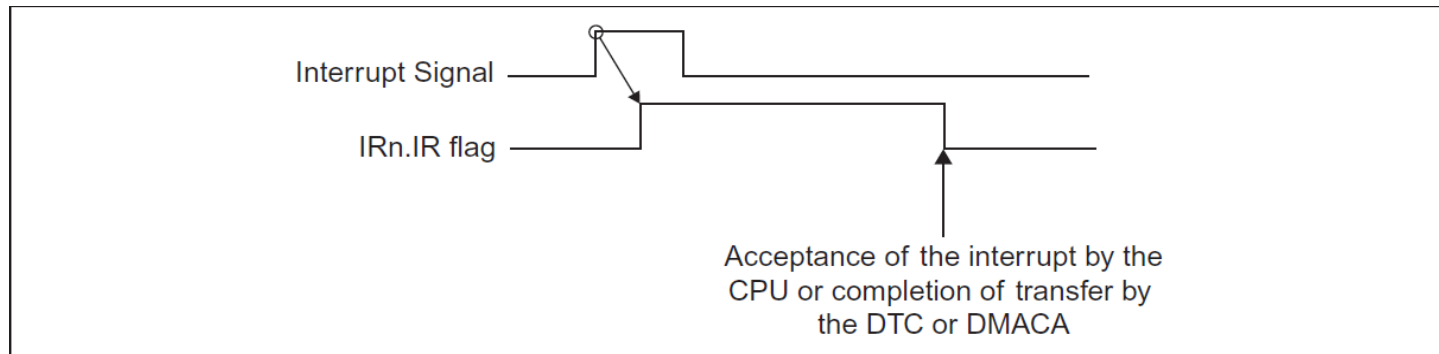 Interrupt Signal
IRn.IR flag
Acceptance of the interrupt by the
CPU or completion of transfer by
the DTC or DMACA